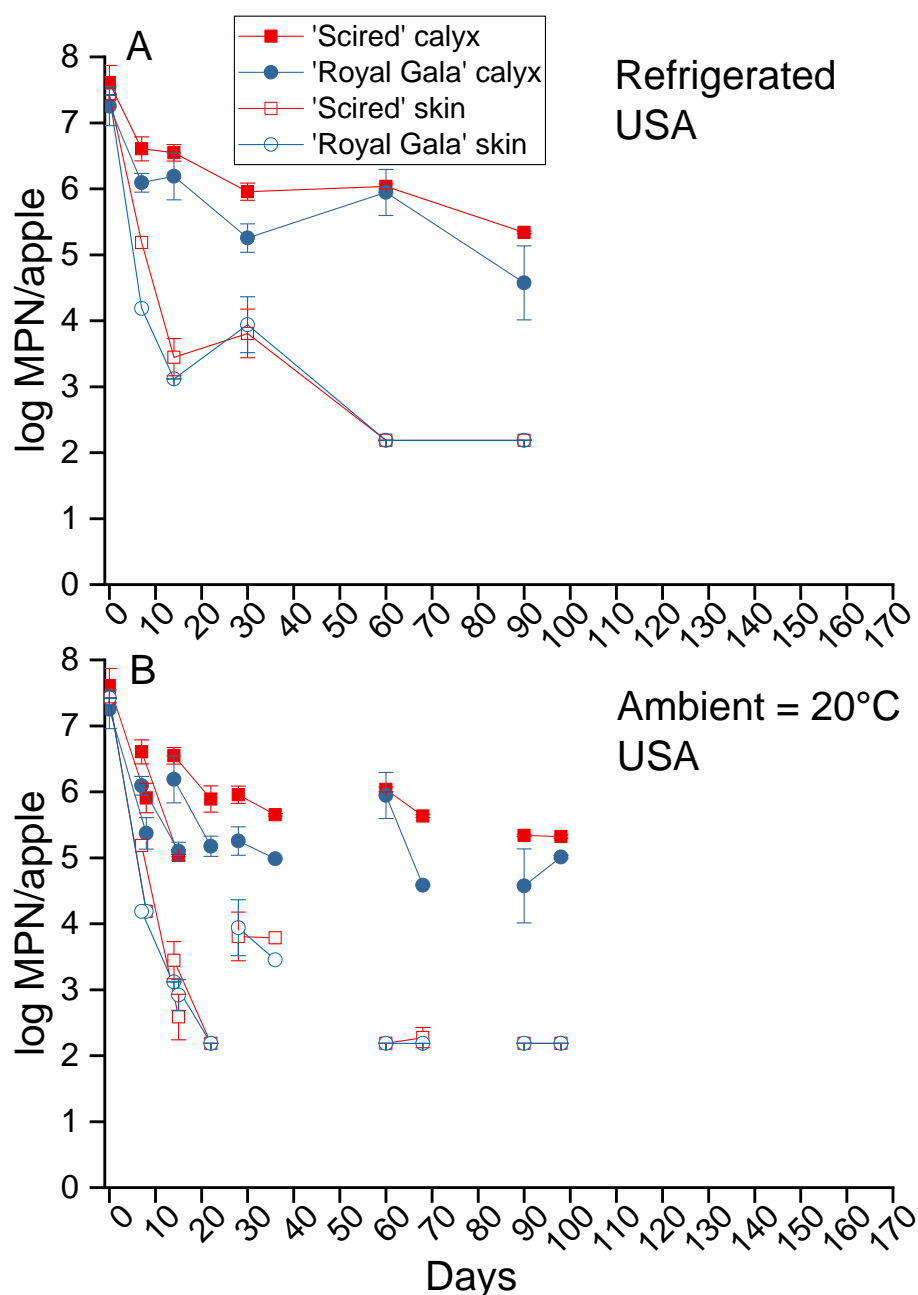 A
'Scired' calyx
'Royal Gala' calyx
'Scired' skin
'Royal Gala' skin
Refrigerated
USA
log MPN/apple
8
7
6
5
4
3
2
1
0
0 10 20 30 40 50 60 70 80 90 100 110 120 130 140 150 160 170
B
Ambient = 20°C
USA
log MPN/apple
8
7
6
5
4
3
2
1
0
0 10 20 30 40 50 60 70 80 90 100 110 120 130 140 150 160 170
Days